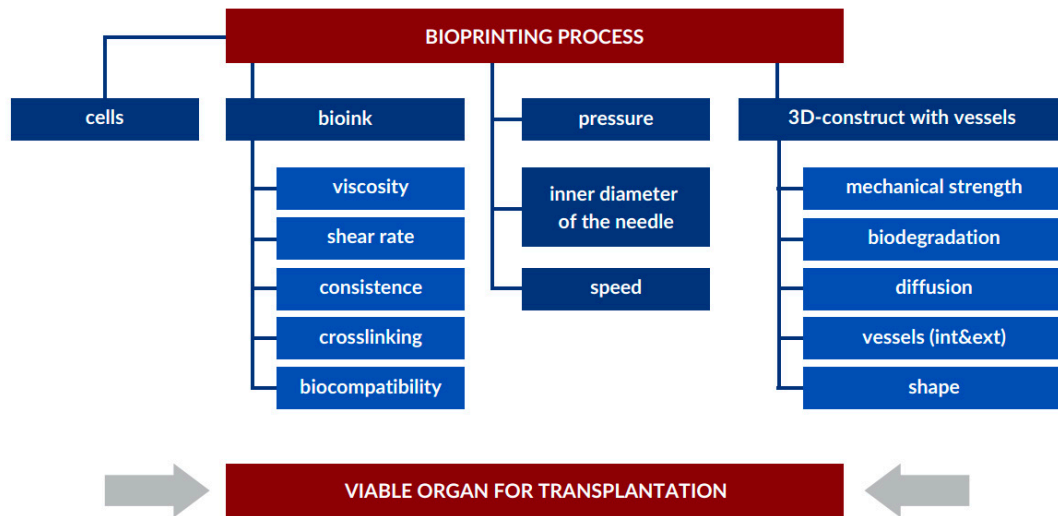 BIOPRINTING PROCESS
cells
bioink
viscosity
shear rate
consistence
crosslinking
biocompatibility
pressure
inner diameter
of the needle
speed
3D-construct with vessels
mechanical strength
biodegradation
diffusion
vessels (int&ext)
shape
VIABLE ORGAN FOR TRANSPLANTATION